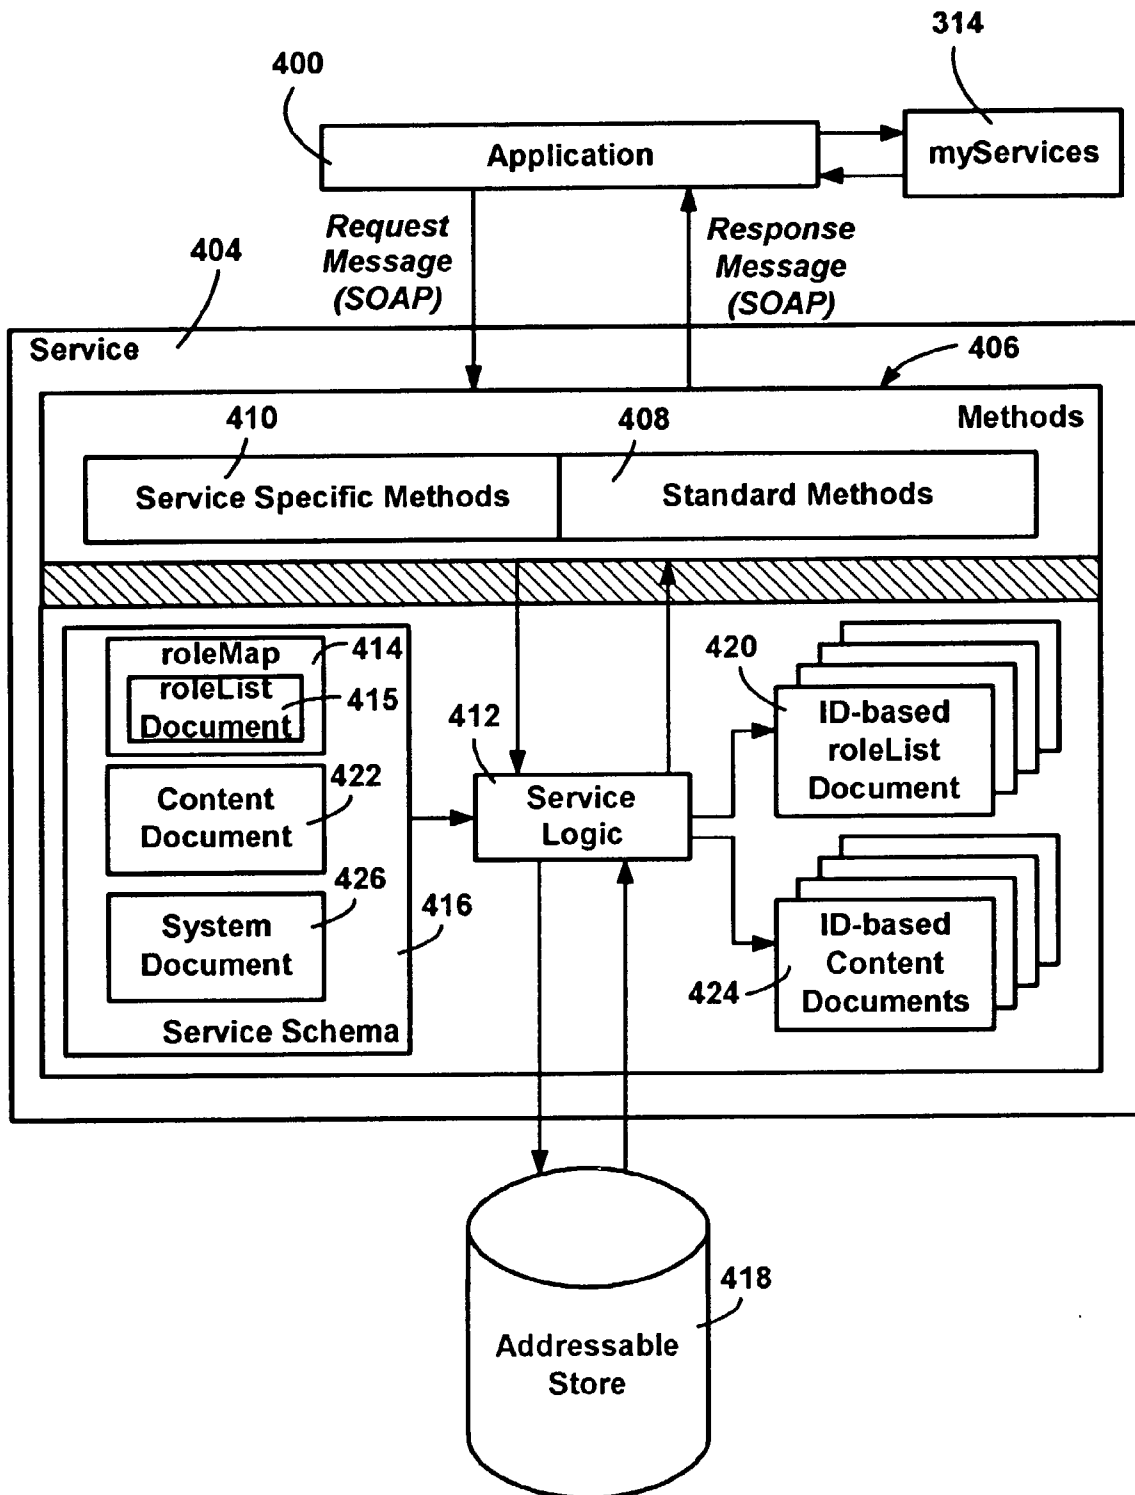 314
400
Application
myServices
Request
Message
(SOAP)
Response
Message
(SOAP)
404
Service
406
Methods
410
408
Service Specific Methods
Standard Methods
roleMap
414
roleList
Document
415
Content
Document
422
System
Document
426
416
Service Schema
412
Service
Logic
420
ID-based
roleList
Document
ID-based
Content
Documents
424
418
Addressable
Store